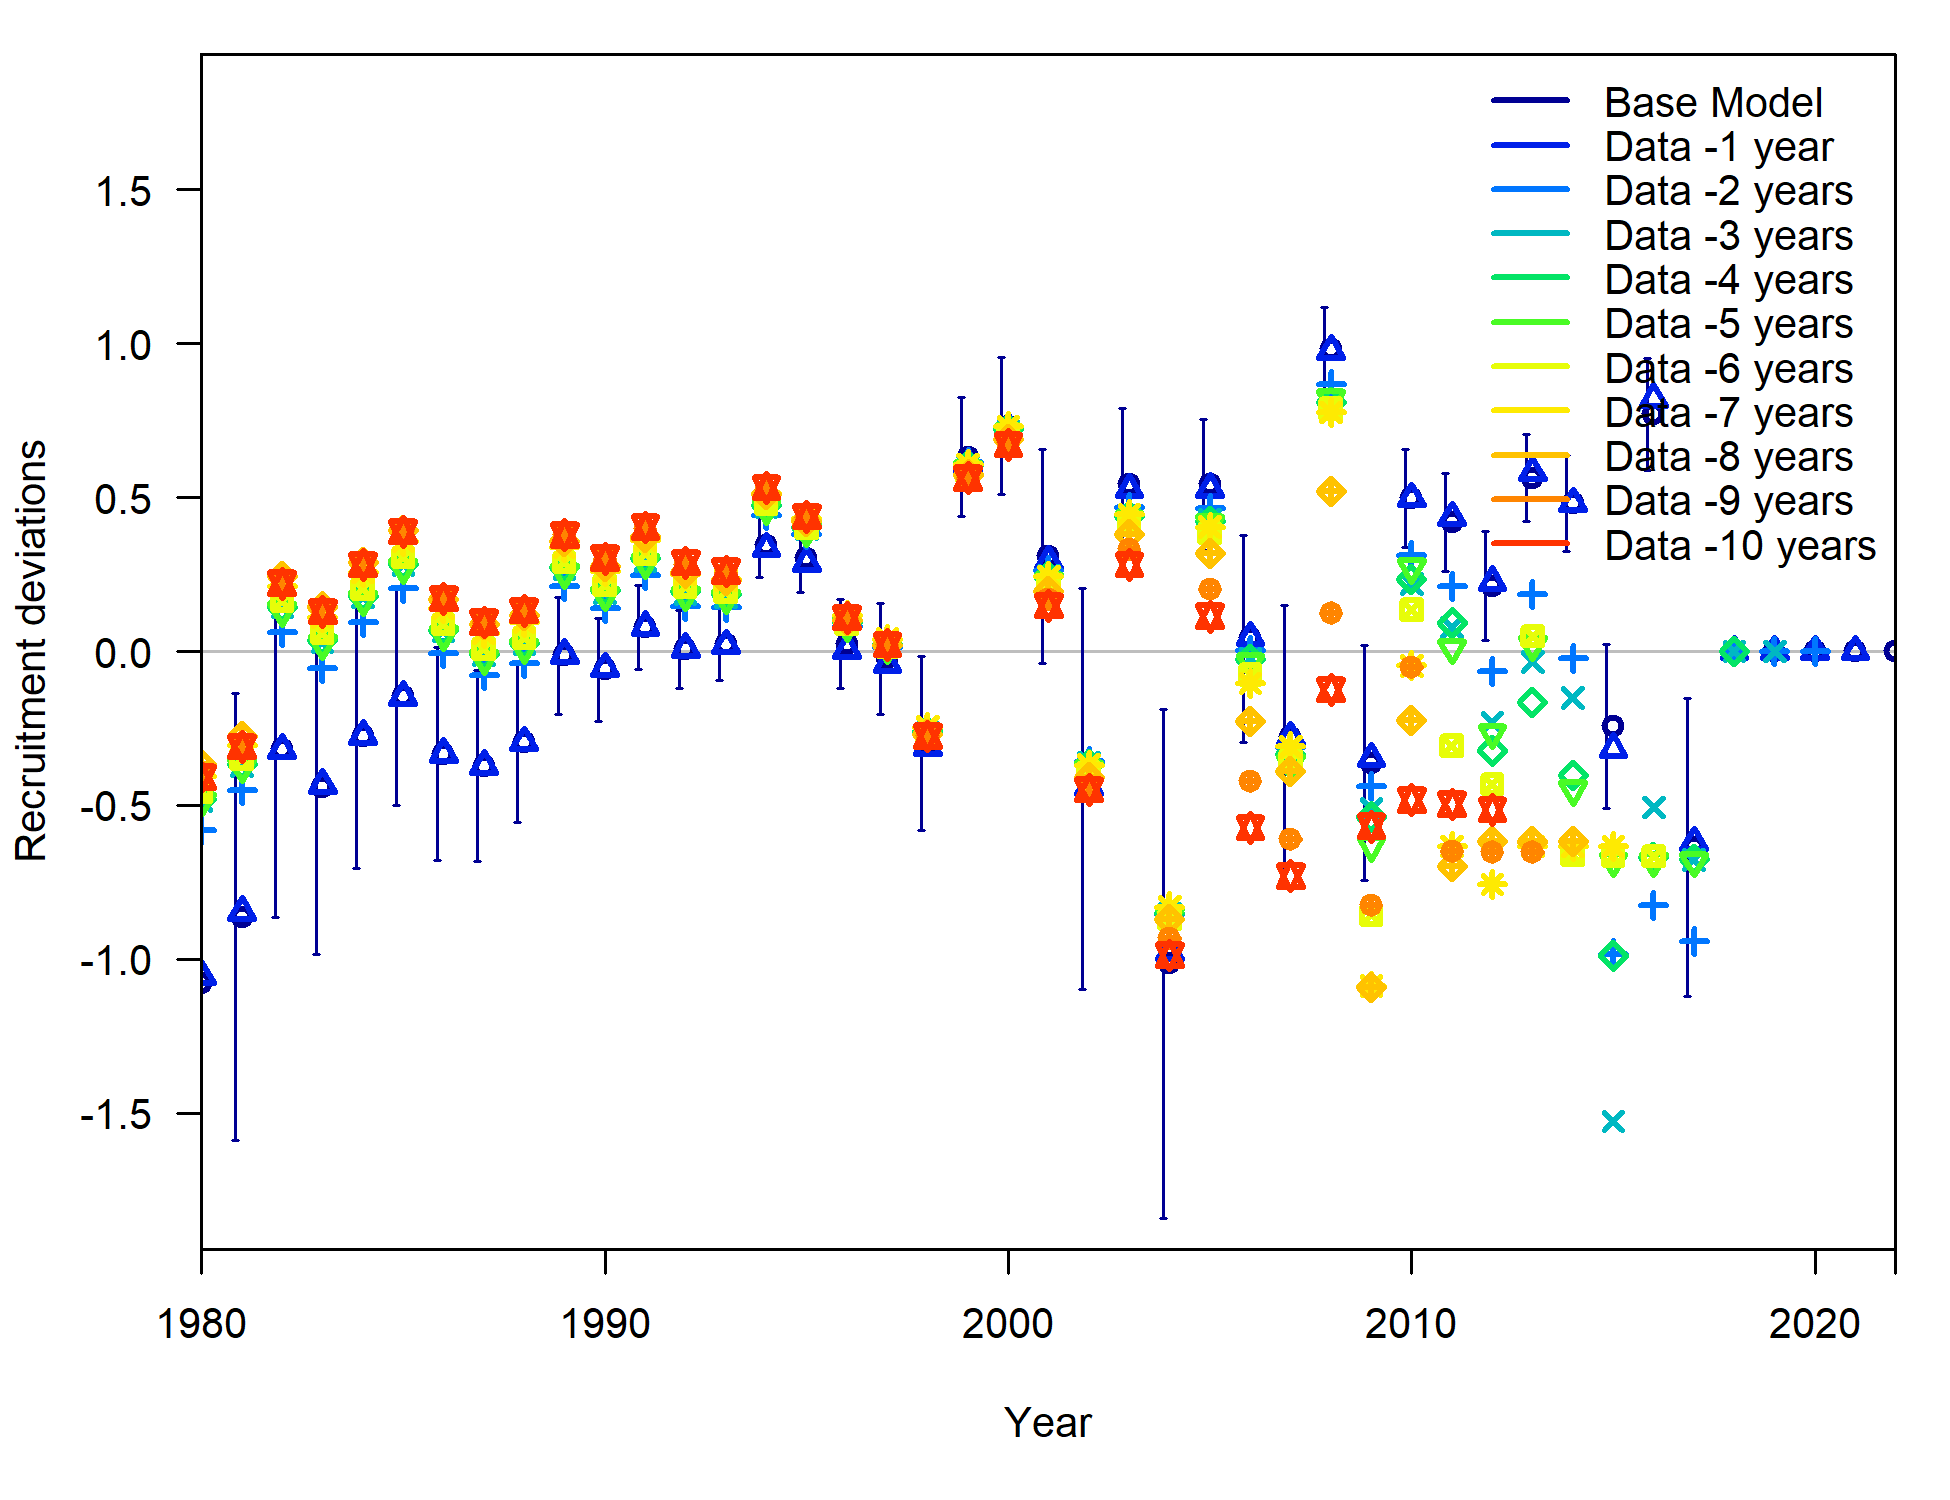 Base Model
Data -1 year
Data -2 years
Data -3 years
Data -4 years
Data -5 years
Data -6 years
Data -7 years
Data -8 years
Data -9 years
Data -10 years
Recruitment deviations
1.5
1.0
0.5
0.0
-0.5
-1.0
-1.5
1980 1990 2000 2010 2020
Year